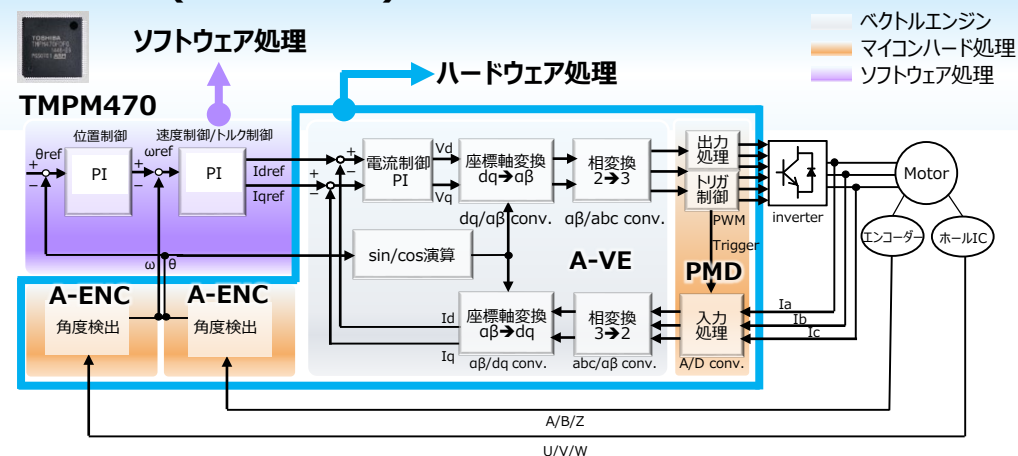 ベクトルエンジン
マイコンハード処理
ソフトウェア処理
ソフトウェア処理
ハードウェア処理
TOSHIBA
TMPM470
位置制御
速度制御/トルク制御
θref
+
−
PI
ωref
+
−
PI
Idref
Iqref
+
−
+
−
電流制御
PI
Vd
Vq
座標軸変換
dq→αβ
dq/αβ conv.
相変換
2→3
αβ/abc conv.
出力
処理
トリガ
制御
PWM
Trigger
inverter
Motor
エンコーダー
ホールIC
sin/cos演算
A-VE
PMD
ω
θ
A-ENC
角度検出
A-ENC
角度検出
Id
Iq
座標軸変換
αβ→dq
αβ/dq conv.
相変換
3→2
abc/αβ conv.
入力
処理
A/D conv.
Ia
Ib
Ic
A/B/Z
U/V/W